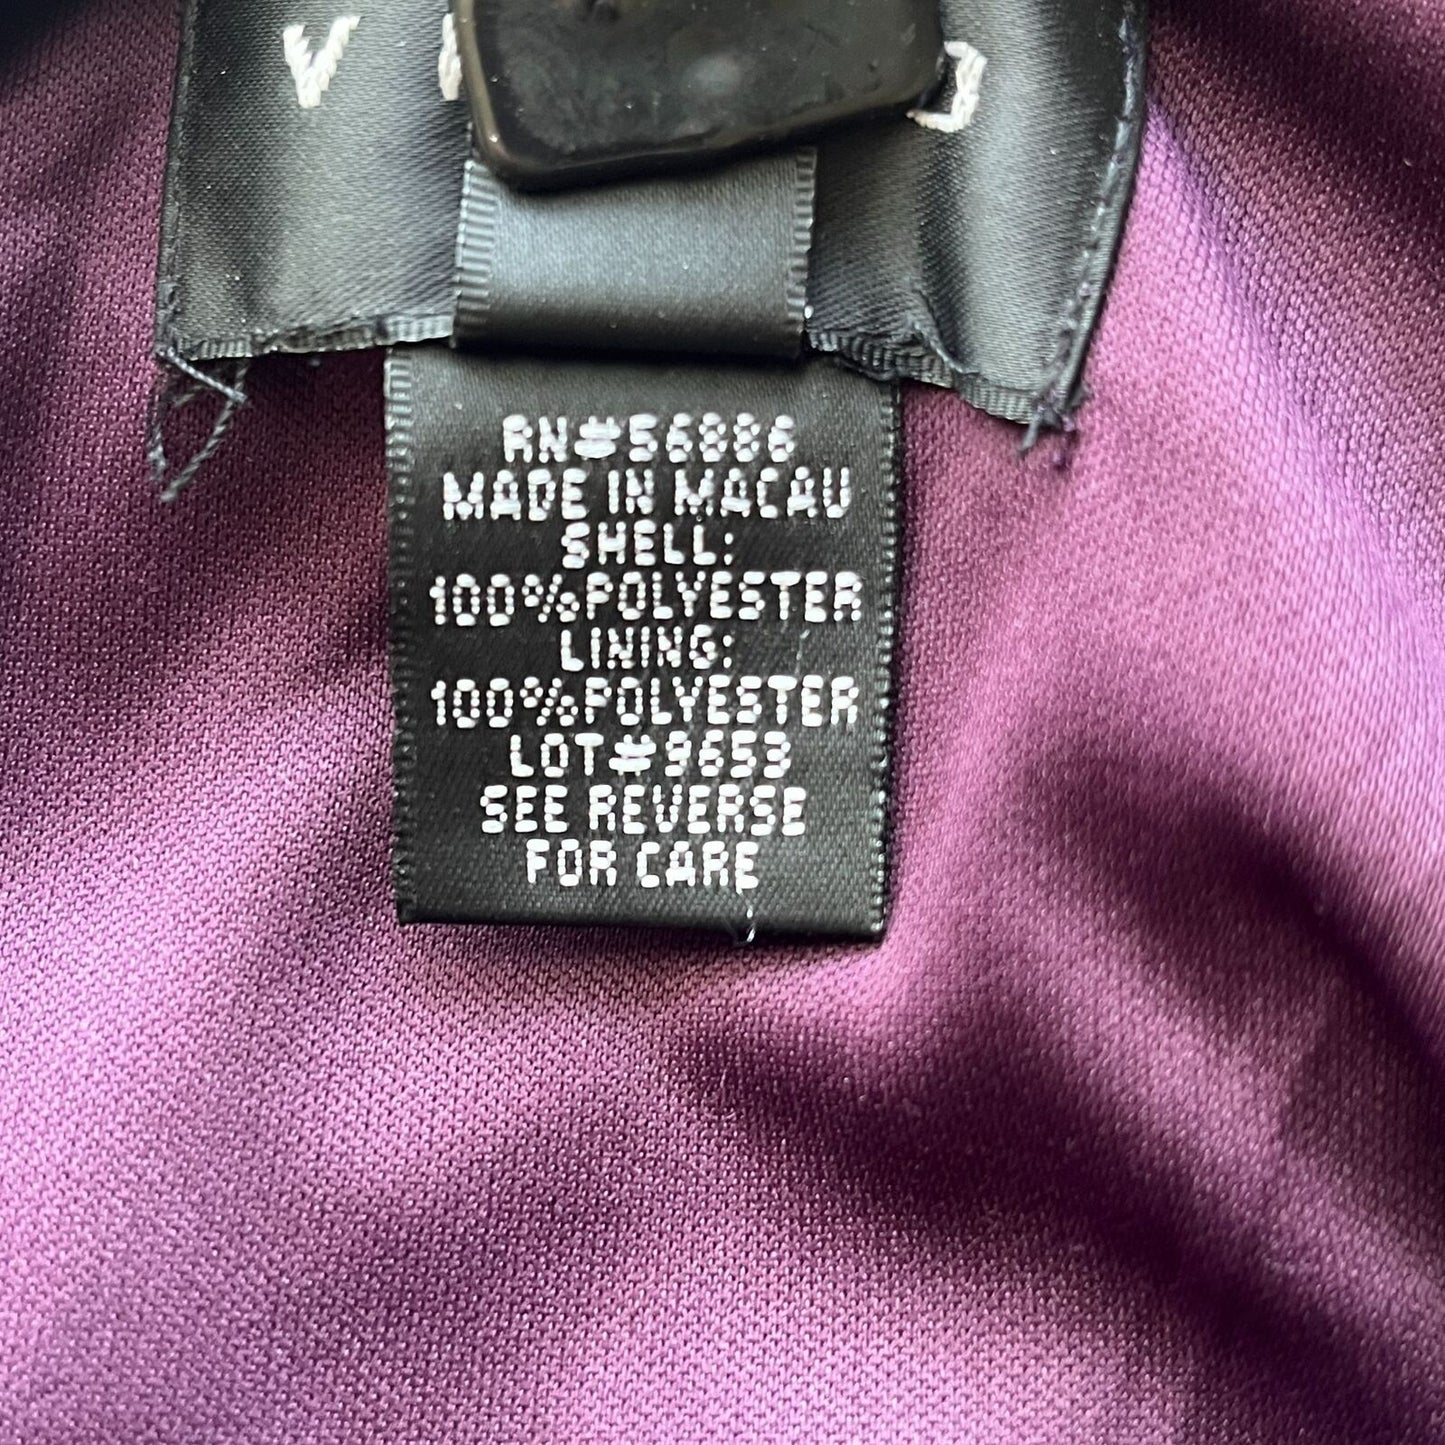 RN#56886
MADE IN MACAU
SHELL:
100%POLYESTER
LINING:
100%POLYESTER
LOT#9653
SEE REVERSE
FOR CARE